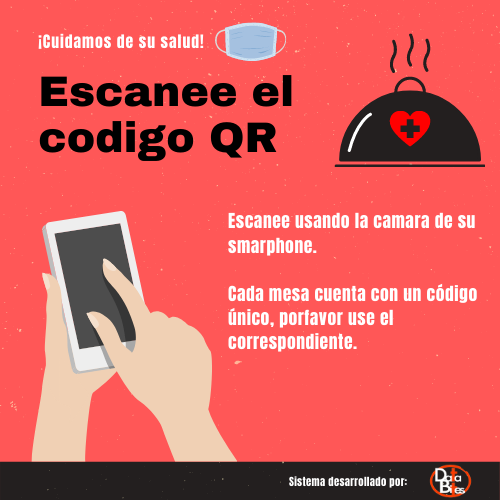 ¡Cuidamos de su salud!
Escanee el
codigo QR
Escanee usando la camara de su
smarphone.
Cada mesa cuenta con un código
único, porfavor use el
correspondiente.
Sistema desarrollado por:
Data
Bites